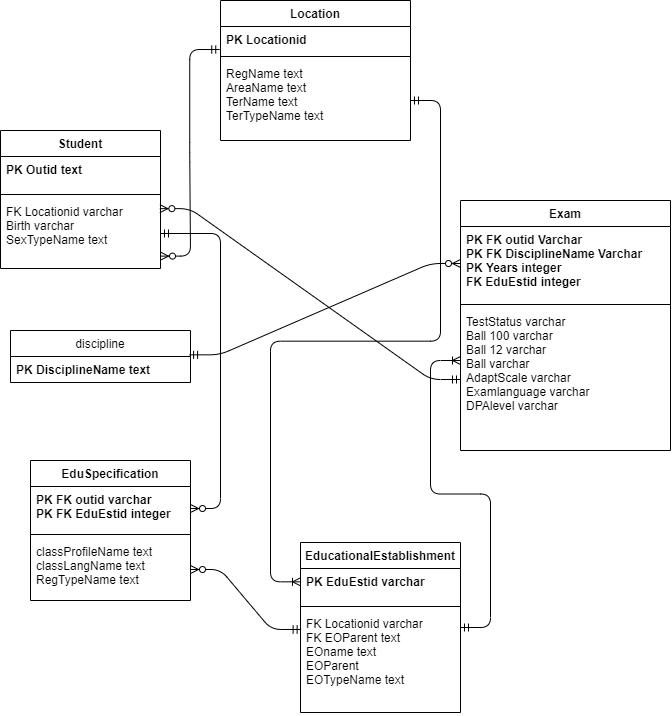 Location
PK Locationid
RegName text
AreaName text
TerName text
TerTypeName text
Student
PK Outid text
FK Locationid varchar
Birth varchar
SexTypeName text
Exam
PK FK outid Varchar
PK FK DisciplineName Varchar
PK Years integer
FK EduEstid integer
TestStatus varchar
Ball 100 varchar
Ball 12 varchar
Ball varchar
AdaptScale varchar
Examlanguage varchar
DPAlevel varchar
discipline
PK DisciplineName text
EduSpecification
PK FK outid varchar
PK FK EduEstid integer
classProfileName text
classLangName text
RegTypeName text
EducationalEstablishment
PK EduEstid varchar
FK Locationid varchar
FK EOParent text
EOname text
EOParent
EOTypeName text